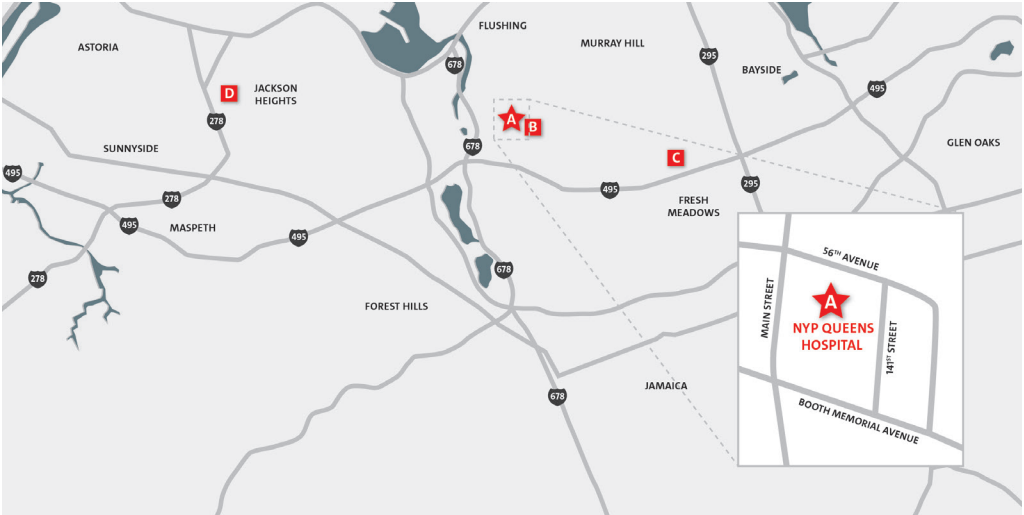 FLUSHING
ASTORIA
MURRAY HILL
295
678
BAYSIDE
D
JACKSON
HEIGHTS
495
278
A
B
678
GLEN OAKS
SUNNYSIDE
C
495
295
495
278
FRESH
MEADOWS
495
MASPETH
495
678
278
56TH AVENUE
MAIN STREET
A
NYP QUEENS
HOSPITAL
141ST STREET
FOREST HILLS
JAMAICA
678
BOOTH MEMORIAL AVENUE